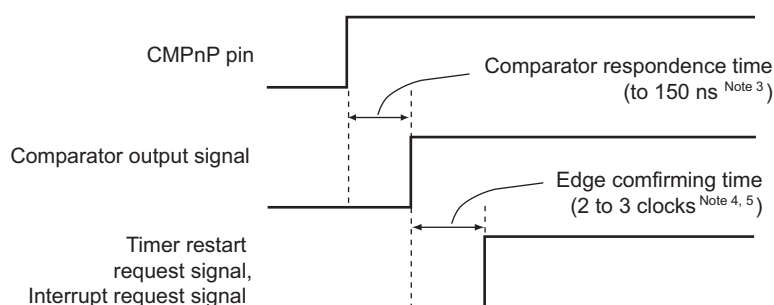 CMPnP pin
Comparator respondence time
(to 150 ns Note 3)
Comparator output signal
Edge comfirming time
(2 to 3 clocks Note 4, 5)
Timer restart
request signal,
Interrupt request signal